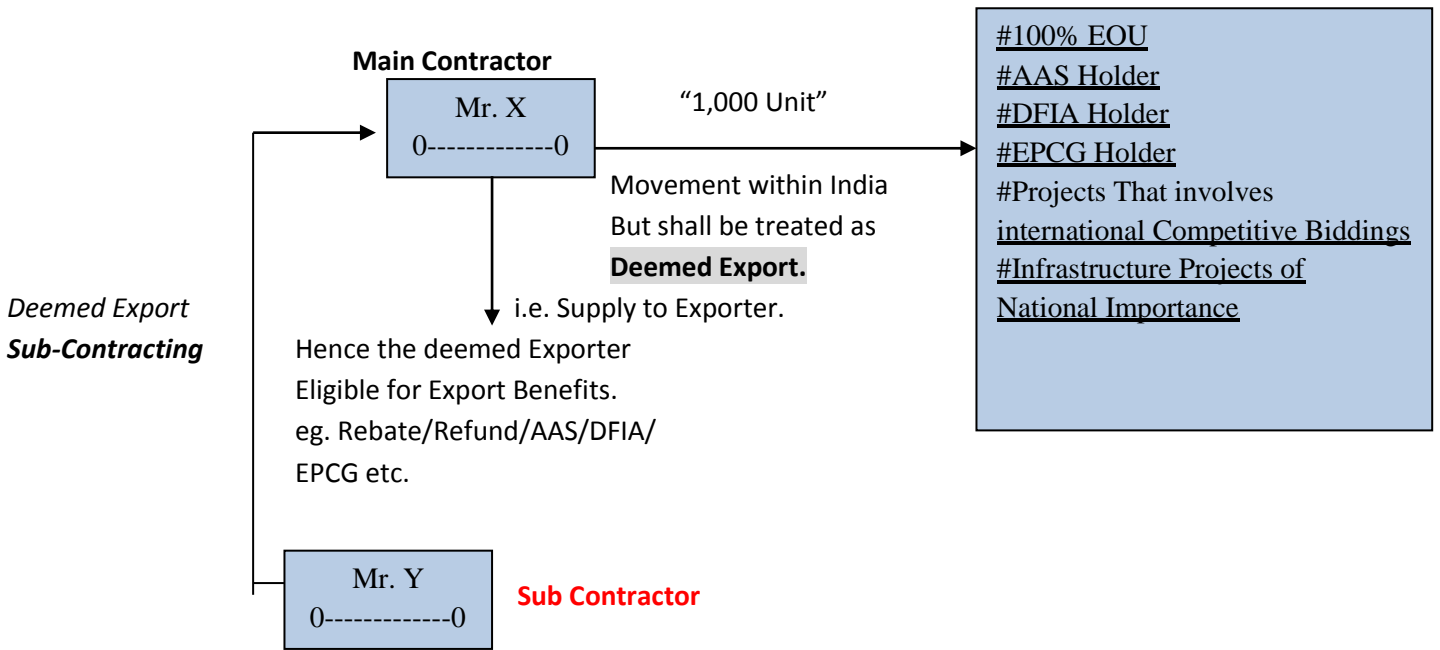 Main Contractor
Mr. X
0-------------0
“1,000 Unit”
Movement within India
But shall be treated as
Deemed Export.
i.e. Supply to Exporter.
#100% EOU
#AAS Holder
#DFIA Holder
#EPCG Holder
#Projects That involves
international Competitive Biddings
#Infrastructure Projects of
National Importance
Deemed Export
Sub-Contracting
Hence the deemed Exporter
Eligible for Export Benefits.
eg. Rebate/Refund/AAS/DFIA/
EPCG etc.
Mr. Y
0-------------0
Sub Contractor